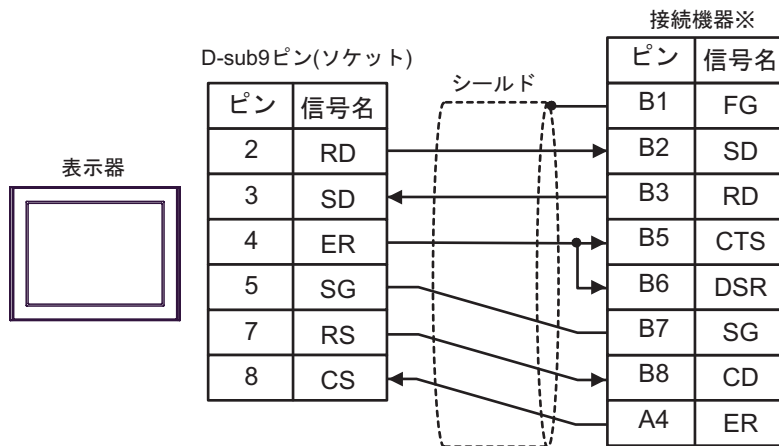 接続機器※
D-sub9ピン(ソケット)
シールド
表示器
ピン 信号名
2 RD
3 SD
4 ER
5 SG
7 RS
8 CS
ピン 信号名
B1 FG
B2 SD
B3 RD
B5 CTS
B6 DSR
B7 SG
B8 CD
A4 ER